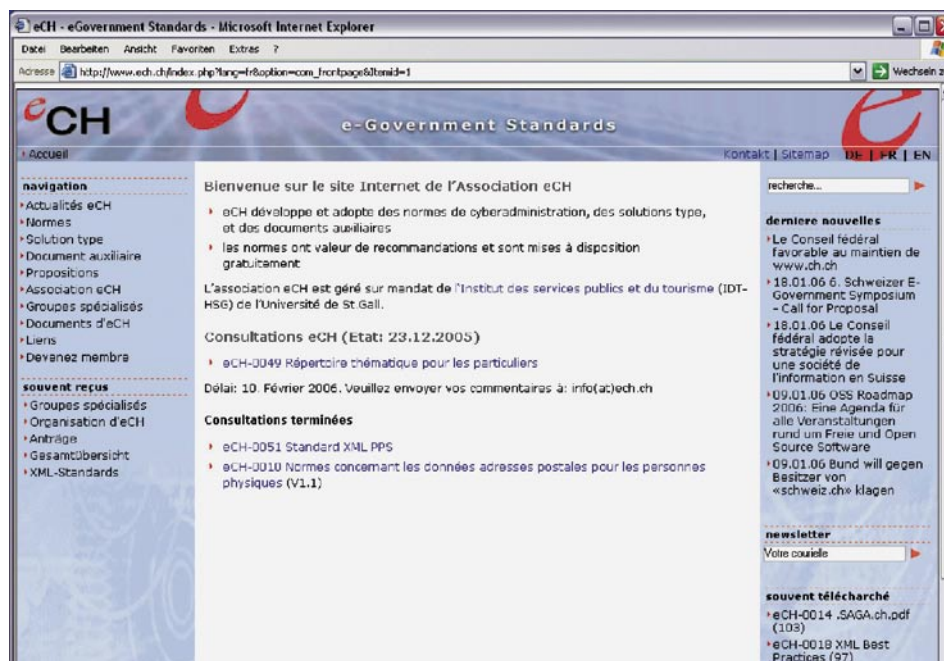 eCH - eGovernment Standards - Microsoft Internet Explorer
Datei Bearbeiten Ansicht Favoriten Extras ?
Adresse http://www.ech.ch/index.php?lang=fr&option=com_frontpage&Itemid=1 Wechseln z
eCH
e-Government Standards
Accueil
Kontakt | Sitemap DE | FR | EN
navigation
Actualités eCH
Normes
Solution type
Document auxiliaire
Propositions
Association eCH
Groupes spécialisés
Documents d'eCH
Liens
Devenez membre
souvent reçus
Groupes spécialisés
Organisation d'eCH
Anträge
Gesamtübersicht
XML-Standards
Bienvenue sur le site Internet de l'Association eCH
eCH développe et adopte des normes de cyberadministration, des solutions type,
et des documents auxiliaires
les normes ont valeur de recommandations et sont mises à disposition
gratuitement
L'association eCH est géré sur mandat de l'Institut des services publics et du tourisme (IDT-
HSG) de l'Université de St.Gall.
Consultations eCH (Etat: 23.12.2005)
eCH-0049 Répertoire thématique pour les particuliers
Délai: 10. Février 2006. Veuillez envoyer vos commentaires à: info(at)ech.ch
Consultations terminées
eCH-0051 Standard XML PPS
eCH-0010 Normes concernant les données adresses postales pour les personnes
physiques (V1.1)
recherche...
derniere nouvelles
Le Conseil fédéral
favorable au maintien de
www.ch.ch
18.01.06 6. Schweizer E-
Government Symposium
- Call for Proposal
18.01.06 Le Conseil
fédéral adopte la
stratégie révisée pour
une société de
l'information en Suisse
09.01.06 OSS Roadmap
2006: Eine Agenda für
alle Veranstaltungen
rund um Freie und Open
Source Software
09.01.06 Bund will gegen
Besitzer von
«schweiz.ch» klagen
newsletter
Votre courielle
souvent télécharché
eCH-0014 .SAGA.ch.pdf
(103)
eCH-0018 XML Best
Practices (97)